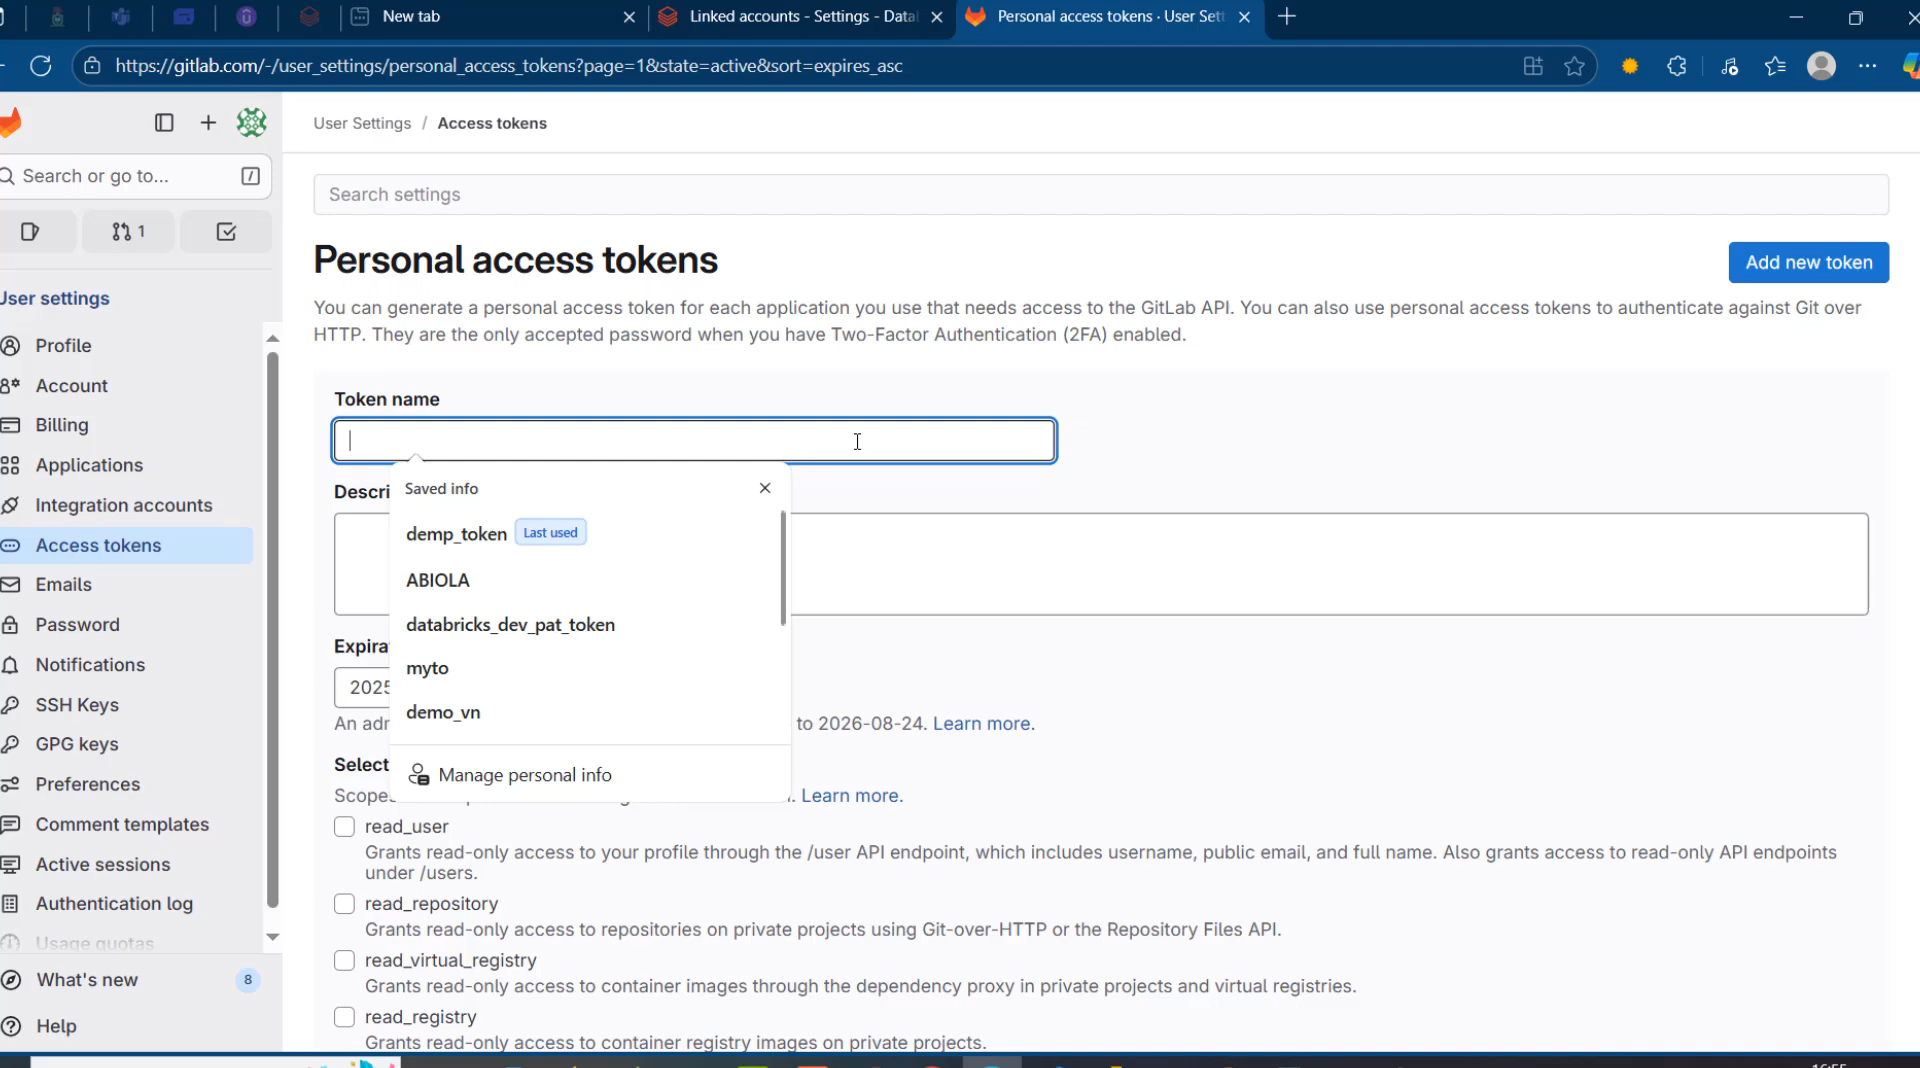 New tab
Linked accounts - Settings - Data
Personal access tokens · User Set
https://gitlab.com/-/user_settings/personal_access_tokens?page=1&state=active&sort=expires_asc
User Settings / Access tokens
Search or go to...
/
Search settings
1
Personal access tokens
Add new token
You can generate a personal access token for each application you use that needs access to the GitLab API. You can also use personal access tokens to authenticate against Git over
HTTP. They are the only accepted password when you have Two-Factor Authentication (2FA) enabled.
User settings
Profile
Account
Billing
Applications
Integration accounts
Access tokens
Emails
Password
Notifications
SSH Keys
GPG keys
Preferences
Comment templates
Active sessions
Authentication log
Usage quotas
What's new
8
Help
Token name
Saved info
demp_token Last used
ABIOLA
databricks_dev_pat_token
myto
demo_vn
Manage personal info
Descri
Expira
2025
An adr
to 2026-08-24. Learn more.
Select
Scopes
. Learn more.
read_user
Grants read-only access to your profile through the /user API endpoint, which includes username, public email, and full name. Also grants access to read-only API endpoints
under /users.
read_repository
Grants read-only access to repositories on private projects using Git-over-HTTP or the Repository Files API.
read_virtual_registry
Grants read-only access to container images through the dependency proxy in private projects and virtual registries.
read_registry
Grants read-only access to container registry images on private projects.